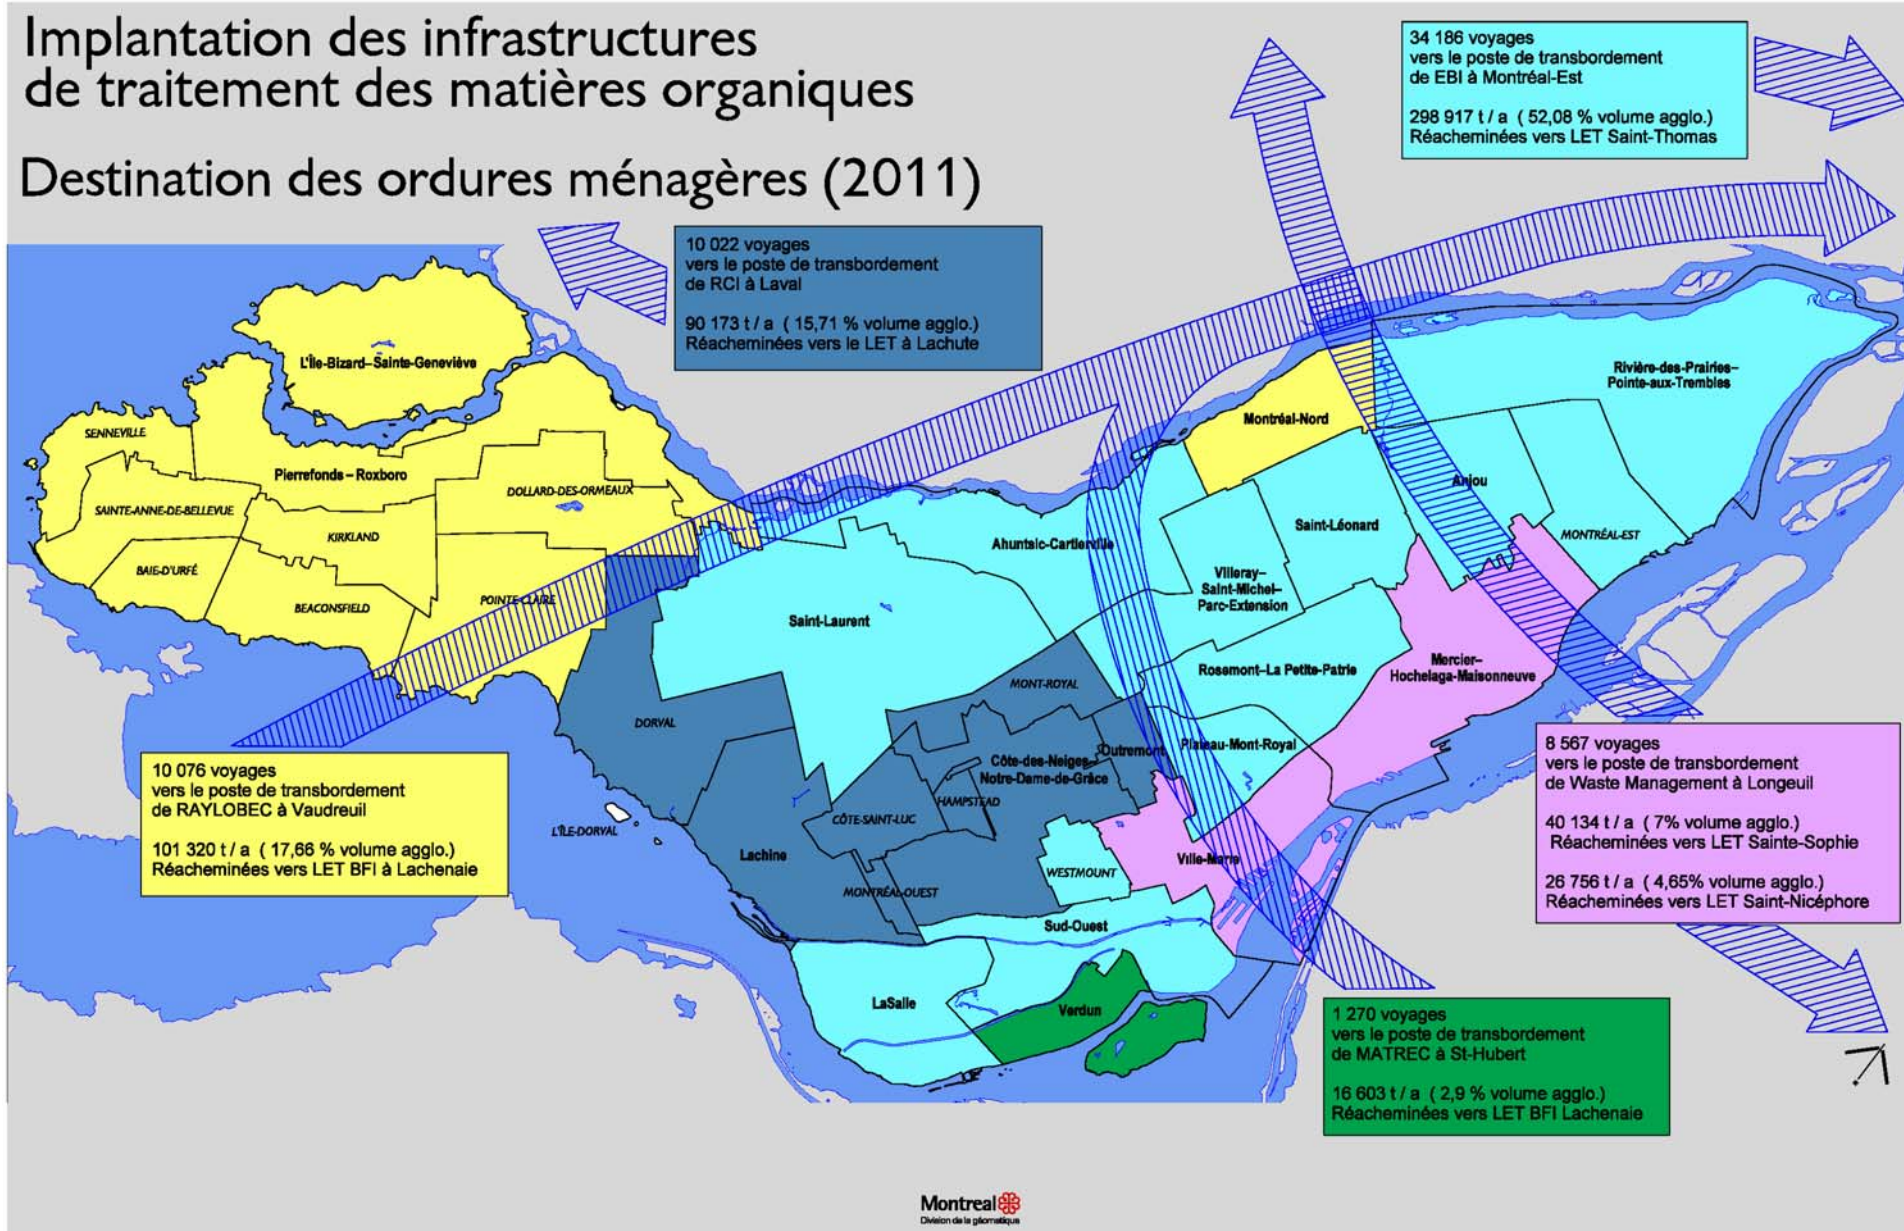 Implantation des infrastructures
de traitement des matières organiques
Destination des ordures ménagères (2011)
34 186 voyages
vers le poste de transbordement
de EBI à Montréal-Est
298 917 t / a ( 52,08 % volume agglo.)
Réacheminées vers LET Saint-Thomas
10 022 voyages
vers le poste de transbordement
de RCI à Laval
90 173 t / a ( 15,71 % volume agglo.)
Réacheminées vers le LET à Lachute
L'Île-Bizard–Sainte-Geneviève
SENNEVILLE
Pierrefonds – Roxboro
SAINTE-ANNE-DE-BELLEVUE
DOLLARD-DES-ORMEAUX
KIRKLAND
BAIE-D'URFÉ
BEACONSFIELD
POINTE-CLAIRE
Rivière-des-Prairies–
Pointe-aux-Trembles
Montréal-Nord
Anjou
Saint-Léonard
MONTRÉAL-EST
Ahuntsic-Cartierville
Villeray–
Saint-Michel–
Parc-Extension
Saint-Laurent
Rosemont–La Petite-Patrie
Mercier–
Hochelaga-Maisonneuve
MONT-ROYAL
DORVAL
Outremont
Plateau-Mont-Royal
Côte-des-Neiges–
Notre-Dame-de-Grâce
HAMPSTEAD
CÔTE-SAINT-LUC
L'ÎLE-DORVAL
Lachine
MONTRÉAL-OUEST
WESTMOUNT
Ville-Marie
Sud-Ouest
LaSalle
Verdun
10 076 voyages
vers le poste de transbordement
de RAYLOBEC à Vaudreuil
101 320 t / a ( 17,66 % volume agglo.)
Réacheminées vers LET BFI à Lachenaie
8 567 voyages
vers le poste de transbordement
de Waste Management à Longeuil
40 134 t / a ( 7% volume agglo.)
Réacheminées vers LET Sainte-Sophie
26 756 t / a ( 4,65% volume agglo.)
Réacheminées vers LET Saint-Nicéphore
1 270 voyages
vers le poste de transbordement
de MATREC à St-Hubert
16 603 t / a ( 2,9 % volume agglo.)
Réacheminées vers LET BFI Lachenaie
Montréal
Division de la géomatique